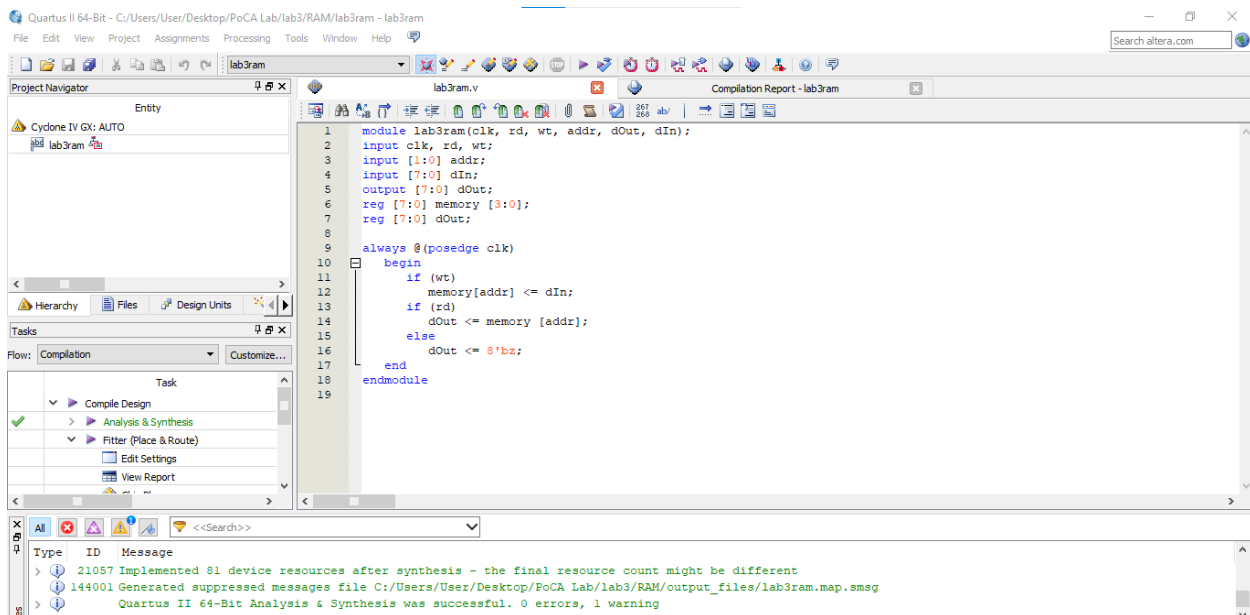 Quartus II 64-Bit - C:/Users/User/Desktop/PoCA Lab/lab3/RAM/lab3ram - lab3ram
File Edit View Project Assignments Processing Tools Window Help
Search altera.com
lab3ram
Project Navigator
Entity
Cyclone IV GX: AUTO
lab3ram
Hierarchy Files Design Units
Tasks
Flow: Compilation Customize...
Task
Compile Design
Analysis & Synthesis
Fitter (Place & Route)
Edit Settings
View Report
lab3ram.v Compilation Report - lab3ram
267 268 ab/
1 module lab3ram(clk, rd, wt, addr, dOut, dIn);
2 input clk, rd, wt;
3 input [1:0] addr;
4 input [7:0] dIn;
5 output [7:0] dOut;
6 reg [7:0] memory [3:0];
7 reg [7:0] dOut;
8
9 always @(posedge clk)
10 begin
11 if (wt)
12 memory[addr] <= dIn;
13 if (rd)
14 dOut <= memory [addr];
15 else
16 dOut <= 8'bz;
17 end
18 endmodule
19
All <<Search>>
Type ID Message
21057 Implemented 81 device resources after synthesis - the final resource count might be different
144001 Generated suppressed messages file C:/Users/User/Desktop/PoCA Lab/lab3/RAM/output_files/lab3ram.map.smsg
Quartus II 64-Bit Analysis & Synthesis was successful. 0 errors, 1 warning